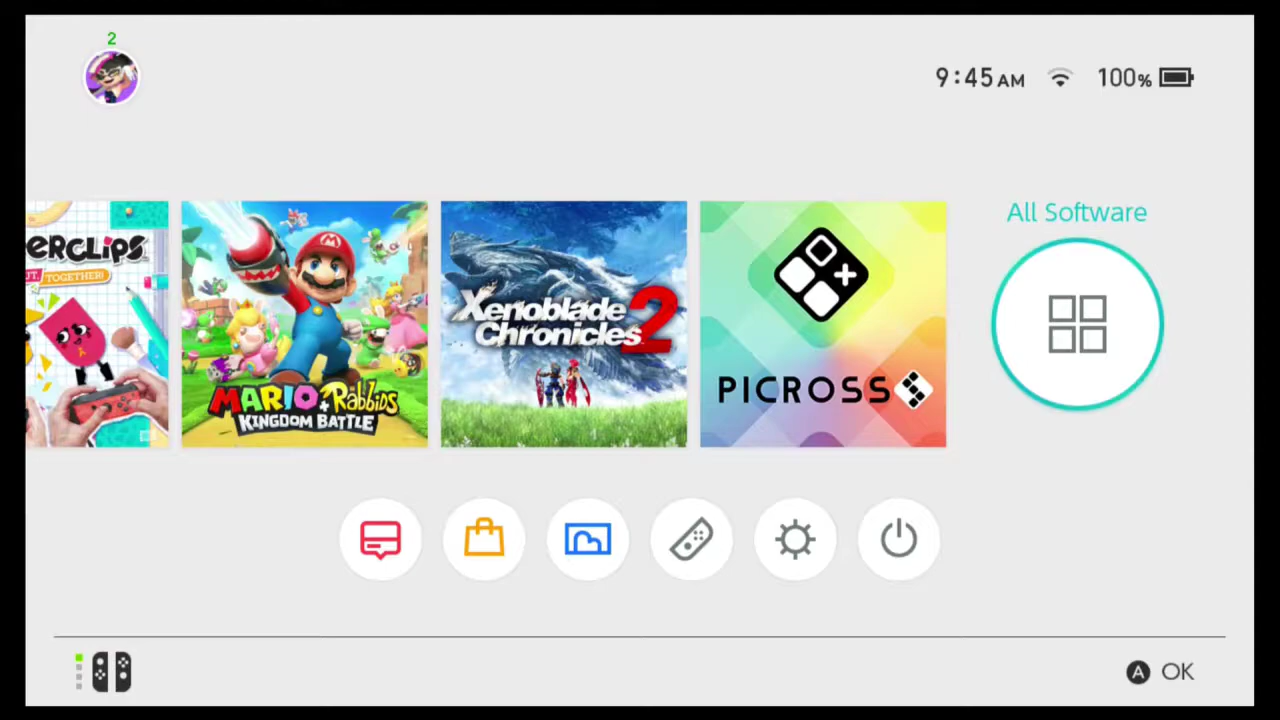 2
9:45 AM
100%
All Software
ERCLIPS
TOGETHER!
MARIO + Rabbids
KINGDOM BATTLE
Xenoblade
Chronicles 2
PICROSS S
A OK